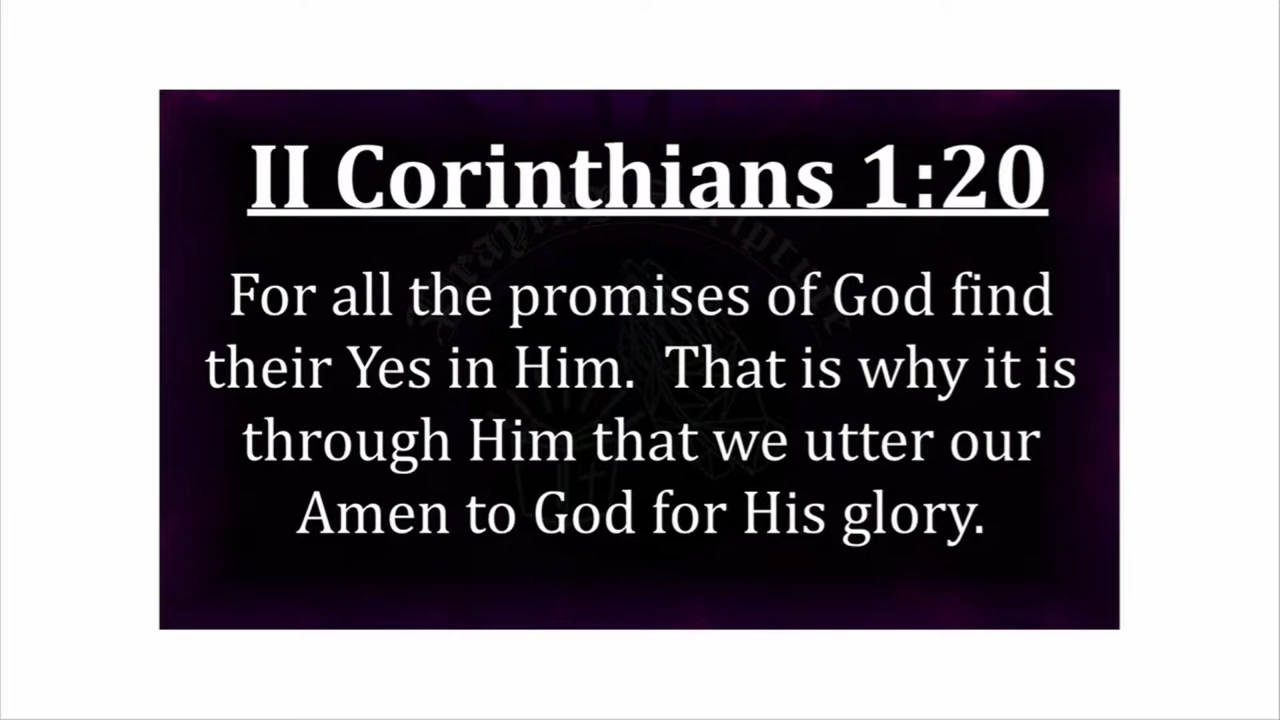 II Corinthians 1:20
For all the promises of God find
their Yes in Him.  That is why it is
through Him that we utter our
Amen to God for His glory.